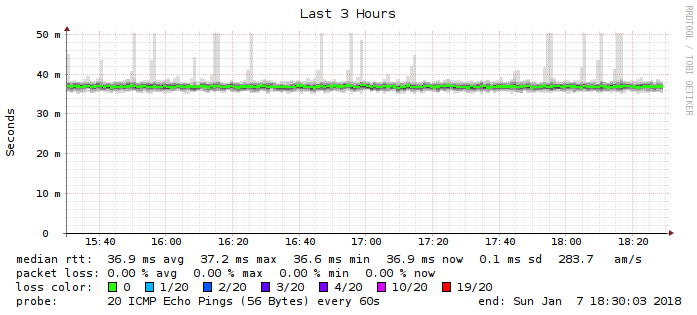 Last 3 Hours
RRDTOOL / TOBI OETIKER
Seconds
50 m
40 m
30 m
20 m
10 m
0
15:40 16:00 16:20 16:40 17:00 17:20 17:40 18:00 18:20
median rtt: 36.9 ms avg 37.2 ms max 36.6 ms min 36.9 ms now 0.1 ms sd 283.7 am/s
packet loss: 0.00 % avg 0.00 % max 0.00 % min 0.00 % now
loss color: 0 1/20 2/20 3/20 4/20 10/20 19/20
probe: 20 ICMP Echo Pings (56 Bytes) every 60s end: Sun Jan 7 18:30:03 2018